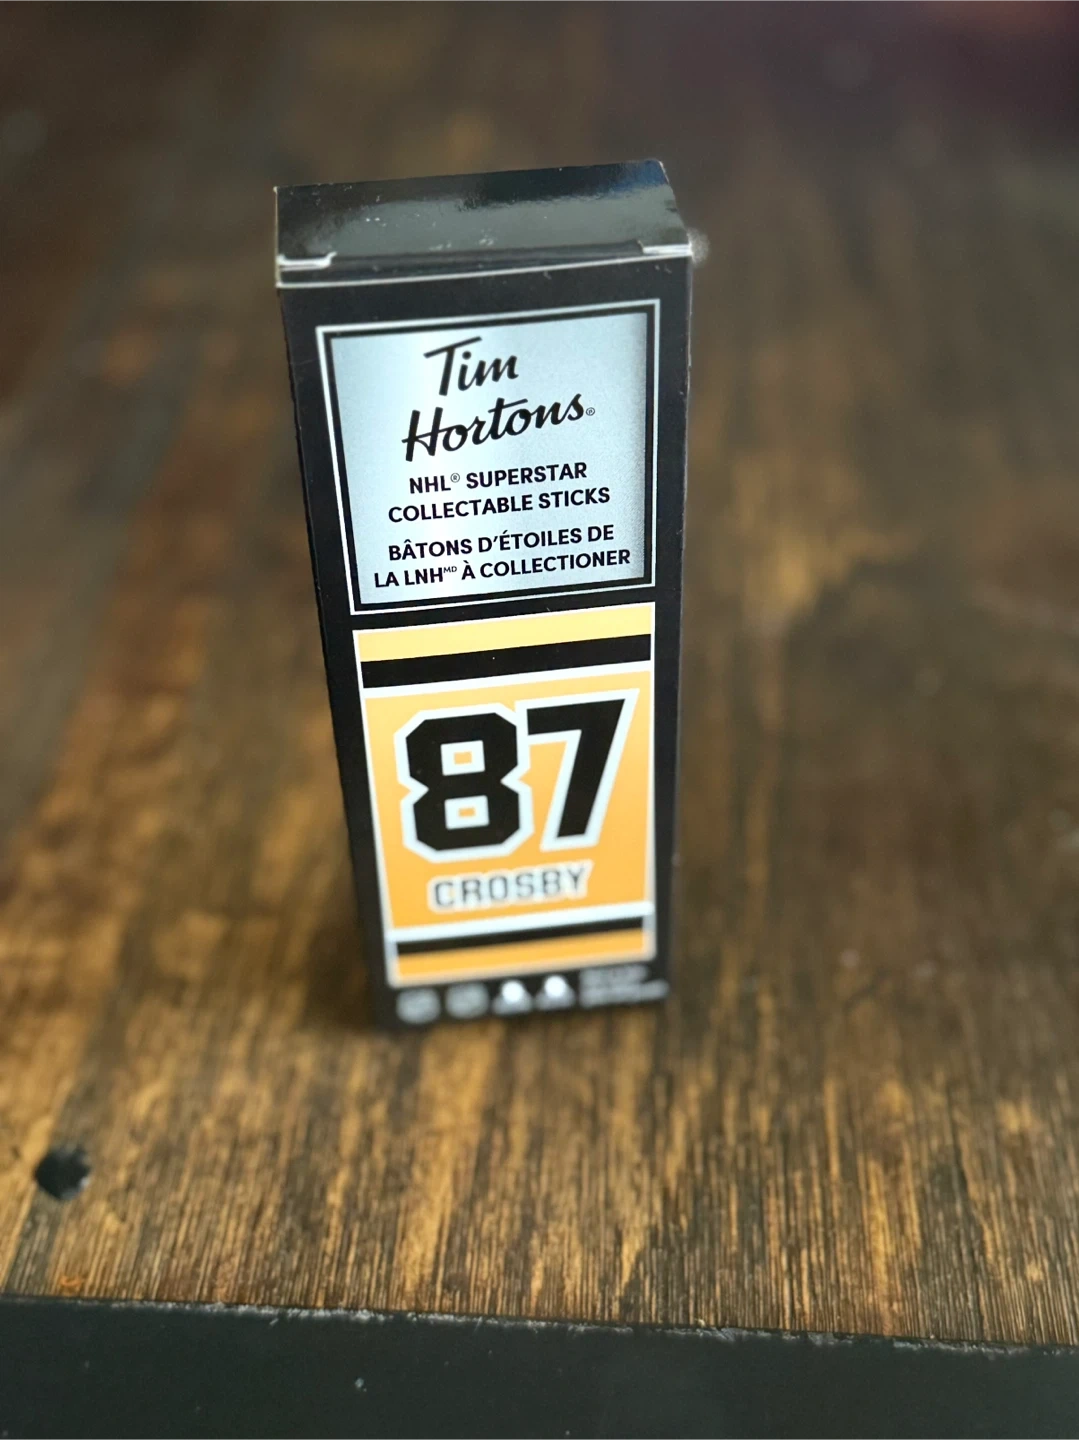 Tim
Hortons®
NHL® SUPERSTAR
COLLECTABLE STICKS
BÂTONS D'ÉTOILES DE
LA LNHᴹᴰ À COLLECTIONER
87
CROSBY